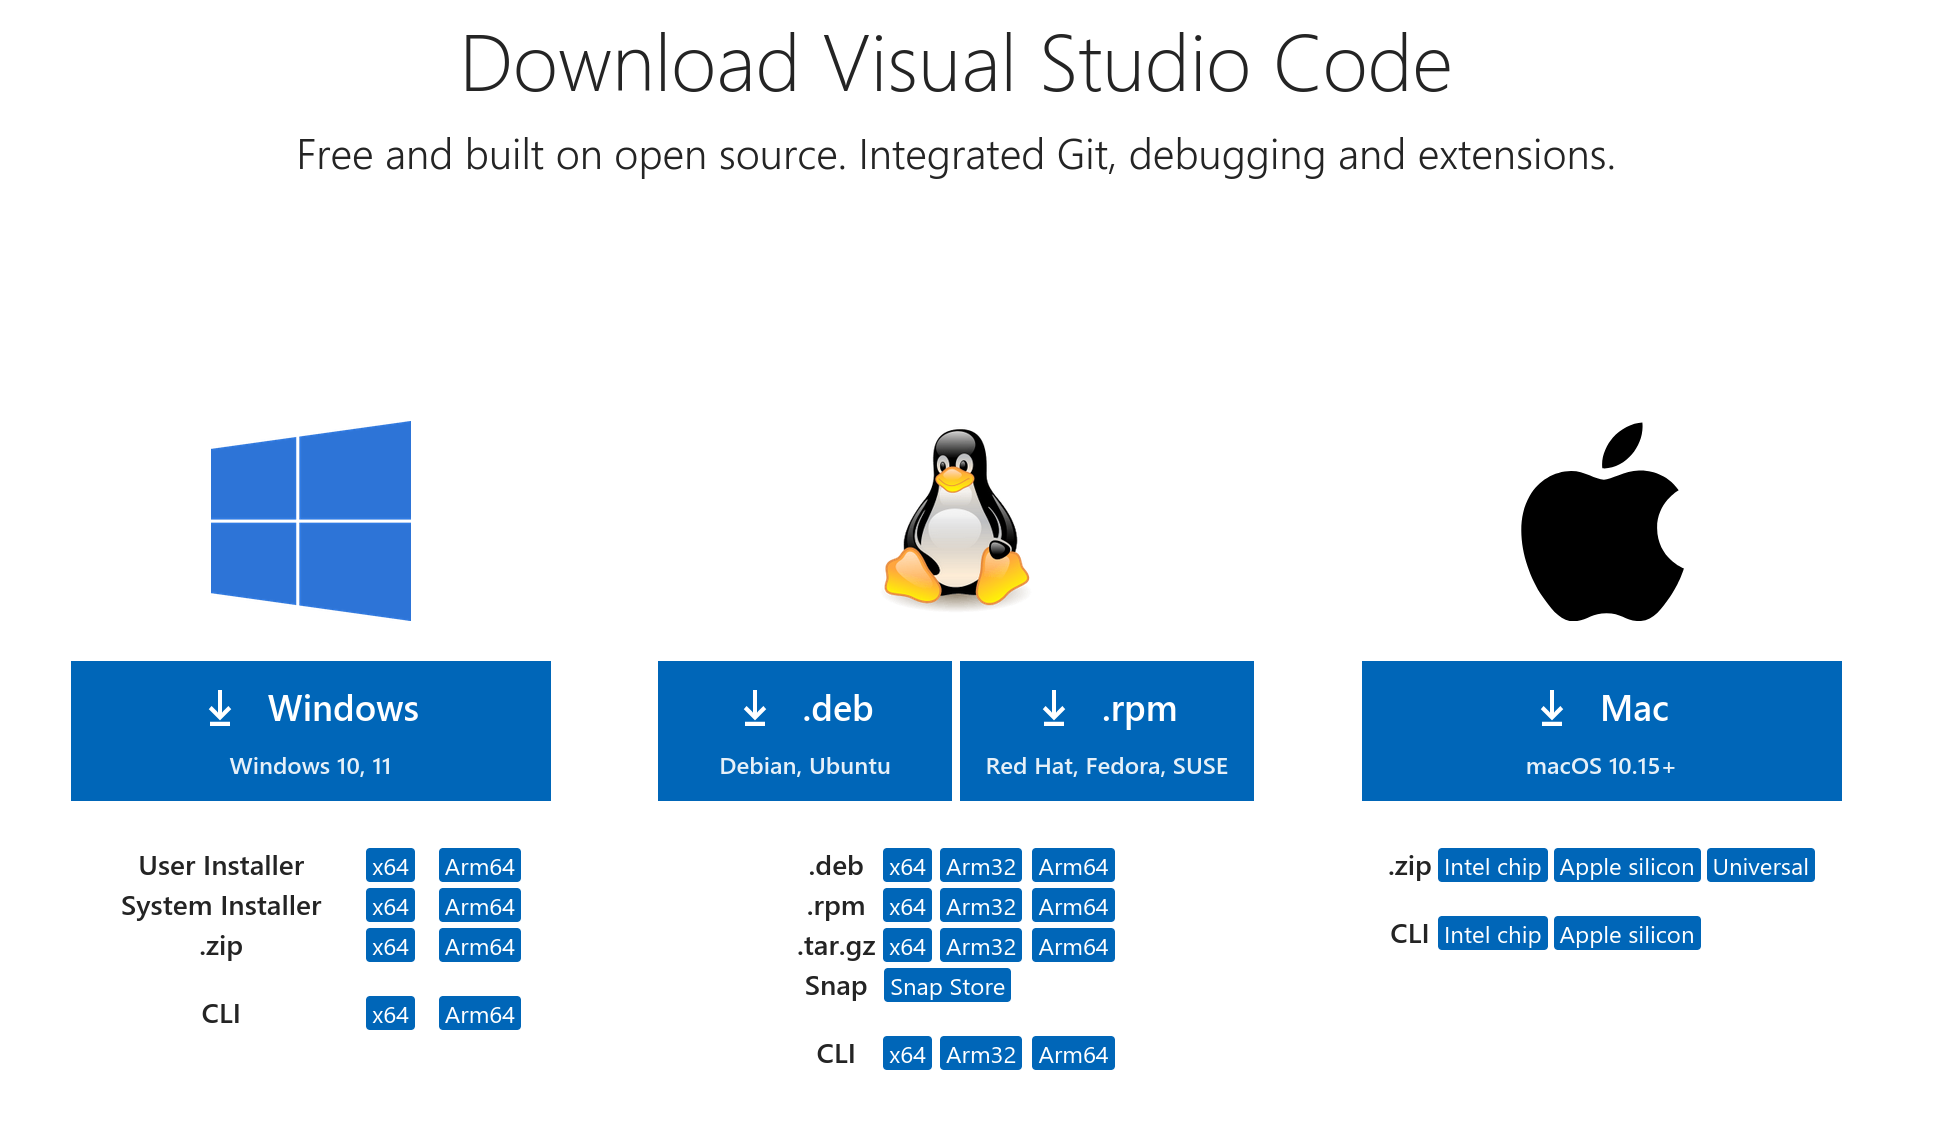 Download Visual Studio Code
Free and built on open source. Integrated Git, debugging and extensions.
Windows
Windows 10, 11
User Installer x64 Arm64
System Installer x64 Arm64
.zip x64 Arm64
CLI x64 Arm64
.deb
Debian, Ubuntu
.rpm
Red Hat, Fedora, SUSE
.deb x64 Arm32 Arm64
.rpm x64 Arm32 Arm64
.tar.gz x64 Arm32 Arm64
Snap Snap Store
CLI x64 Arm32 Arm64
Mac
macOS 10.15+
.zip Intel chip Apple silicon Universal
CLI Intel chip Apple silicon